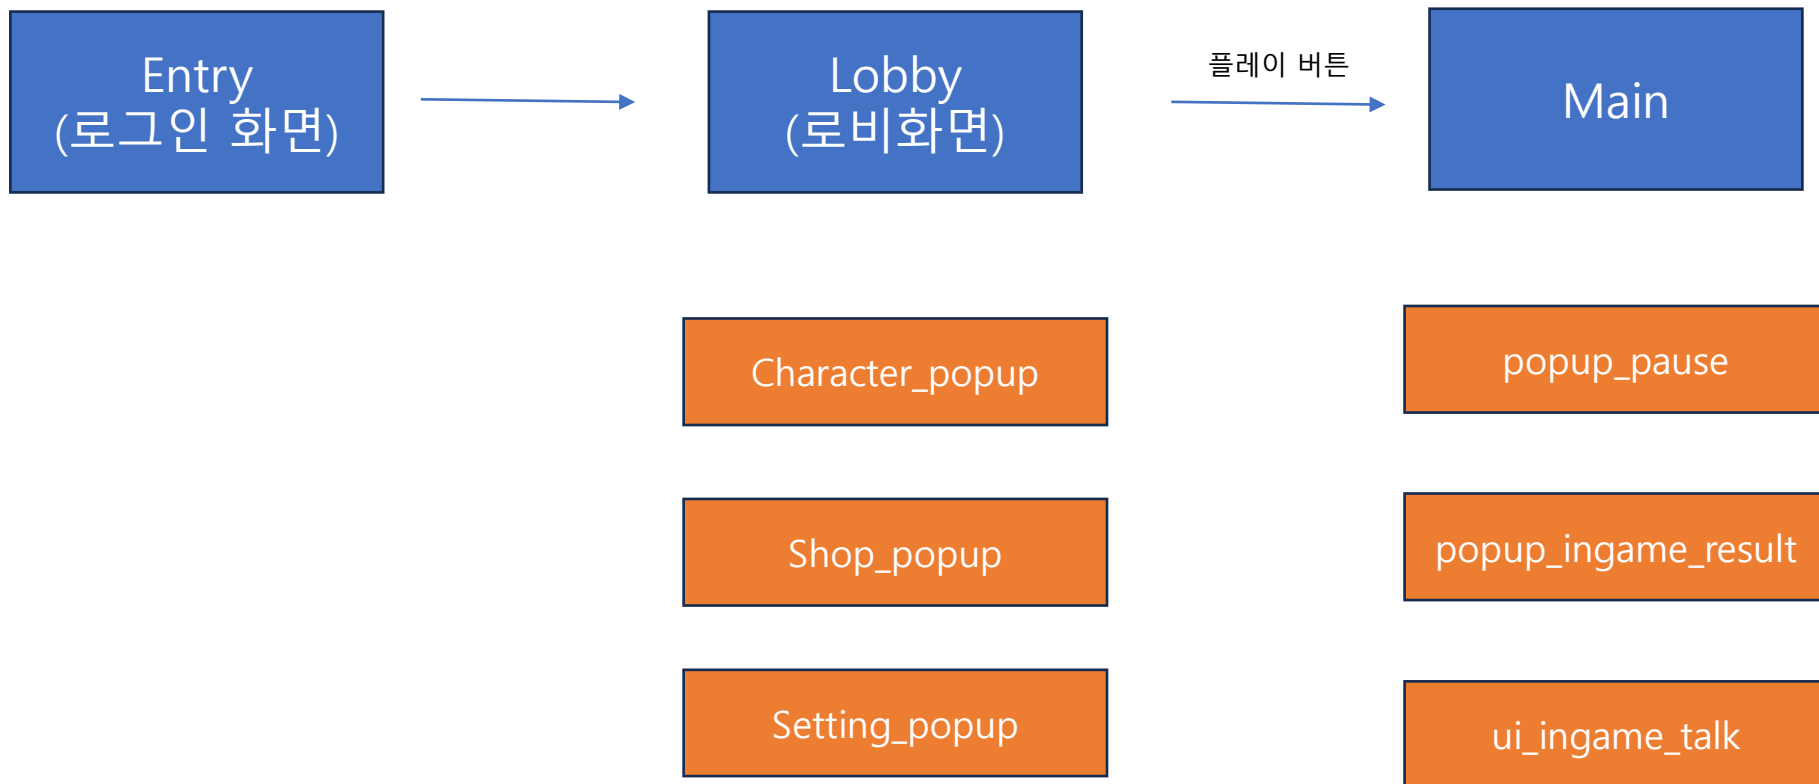 Entry
(로그인 화면)
Lobby
(로비화면)
플레이 버튼
Main
Character_popup
popup_pause
Shop_popup
popup_ingame_result
Setting_popup
ui_ingame_talk